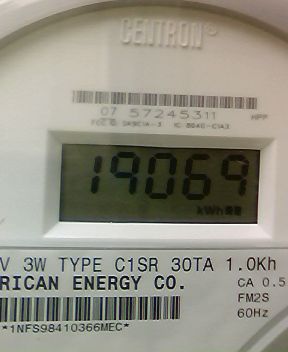 CENTRON®
07 57245311 HPP
19069
kWh
V 3W TYPE C1SR 30TA 1.0Kh
RICAN ENERGY CO. CA 0.5
FM2S
60Hz
*1NFS98410366MEC*